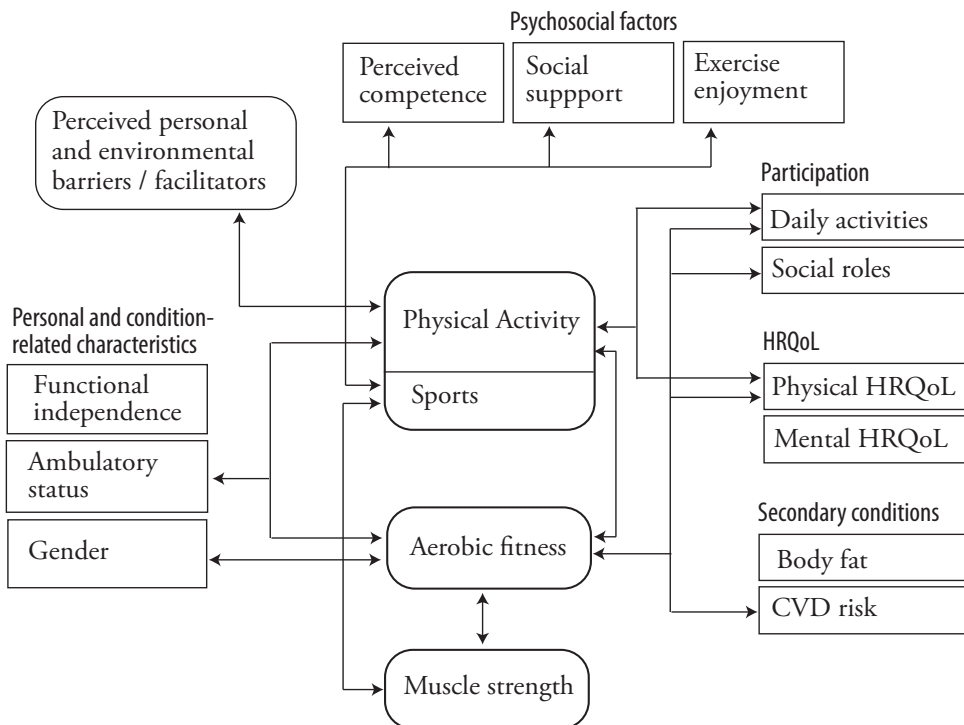 Psychosocial factors
Perceived
competence
Social
suppport
Exercise
enjoyment
Perceived personal
and environmental
barriers / facilitators
Participation
Daily activities
Social roles
Personal and condition-
related characteristics
Functional
independence
Ambulatory
status
Gender
Physical Activity
Sports
HRQoL
Physical HRQoL
Mental HRQoL
Aerobic fitness
Secondary conditions
Body fat
CVD risk
Muscle strength